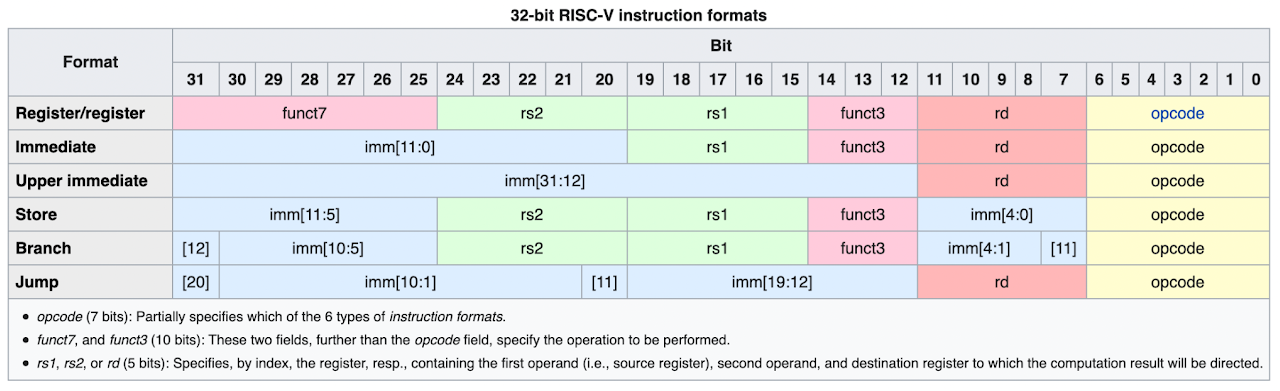 32-bit RISC-V instruction formats
Format Bit
31 30 29 28 27 26 25 24 23 22 21 20 19 18 17 16 15 14 13 12 11 10 9 8 7 6 5 4 3 2 1 0
Register/register funct7 rs2 rs1 funct3 rd opcode
Immediate imm[11:0] rs1 funct3 rd opcode
Upper immediate imm[31:12] rd opcode
Store imm[11:5] rs2 rs1 funct3 imm[4:0] opcode
Branch [12] imm[10:5] rs2 rs1 funct3 imm[4:1] [11] opcode
Jump [20] imm[10:1] [11] imm[19:12] rd opcode
• opcode (7 bits): Partially specifies which of the 6 types of instruction formats.
• funct7, and funct3 (10 bits): These two fields, further than the opcode field, specify the operation to be performed.
• rs1, rs2, or rd (5 bits): Specifies, by index, the register, resp., containing the first operand (i.e., source register), second operand, and destination register to which the computation result will be directed.